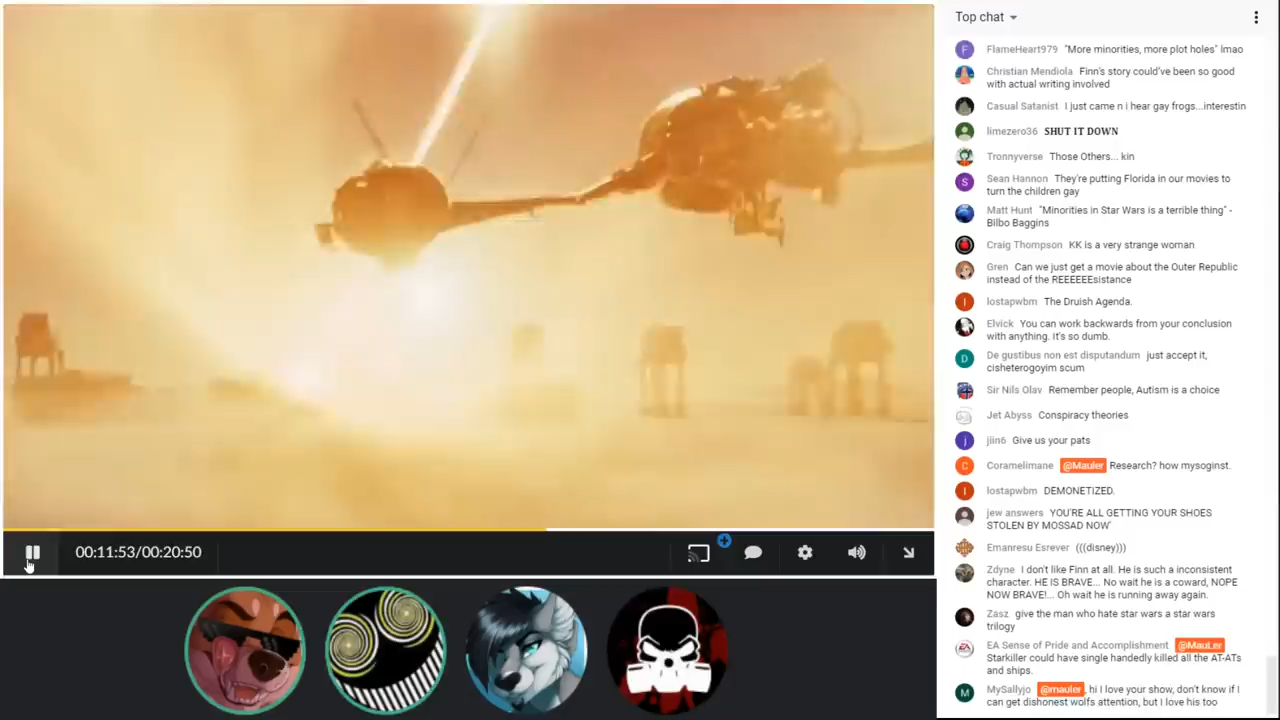 Top chat
FlameHeart979 "More minorities, more plot holes" lmao
Christian Mendiola Finn's story could've been so good
with actual writing involved
Casual Satanist I just came n i hear gay frogs...interestin
limezero36 SHUT IT DOWN
Tronnyverse Those Others... kin
Sean Hannon They're putting Florida in our movies to
turn the children gay
Matt Hunt "Minorities in Star Wars is a terrible thing" -
Bilbo Baggins
Craig Thompson KK is a very strange woman
Gren Can we just get a movie about the Outer Republic
instead of the REEEEEEsistance
lostapwbm The Druish Agenda.
Elvick You can work backwards from your conclusion
with anything. It's so dumb.
De gustibus non est disputandum just accept it,
cisheterogoyim scum
Sir Nils Olav Remember people, Autism is a choice
Jet Abyss Conspiracy theories
jiin6 Give us your pats
Coramelimane @Mauler Research? how mysoginst.
lostapwbm DEMONETIZED.
jew answers YOU'RE ALL GETTING YOUR SHOES
STOLEN BY MOSSAD NOW'
Emanresu Esrever (((disney)))
Zdyne I don't like Finn at all. He is such a inconsistent
character. HE IS BRAVE... No wait he is a coward, NOPE
NOW BRAVE!... Oh wait he is running away again.
Zasz give the man who hate star wars a star wars
trilogy
EA Sense of Pride and Accomplishment @MauLer
Starkiller could have single handedly killed all the AT-ATs
and ships.
MySallyjo @mauler, hi I love your show, don't know if I
can get dishonest wolfs attention, but I love his too
00:11:53/00:20:50